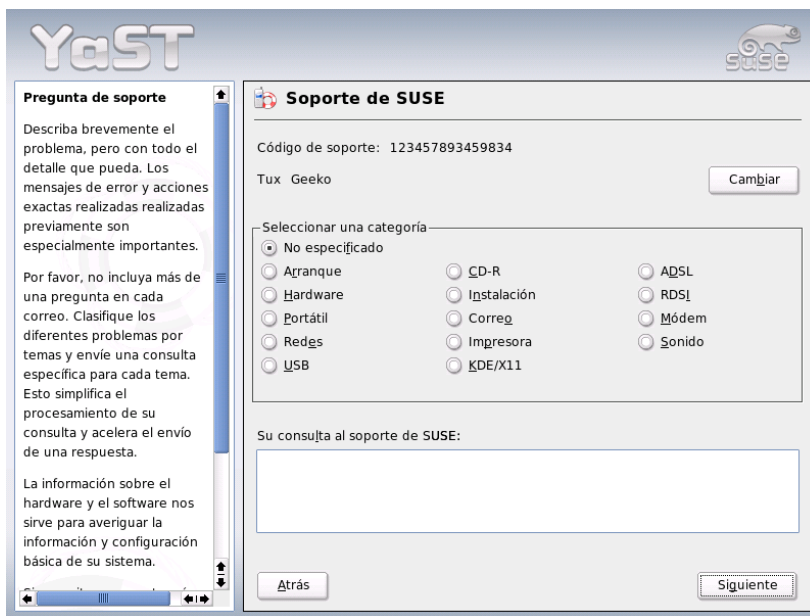 YaST
SUSE
Pregunta de soporte
Describa brevemente el
problema, pero con todo el
detalle que pueda. Los
mensajes de error y acciones
exactas realizadas realizadas
previamente son
especialmente importantes.
Por favor, no incluya más de
una pregunta en cada
correo. Clasifique los
diferentes problemas por
temas y envíe una consulta
específica para cada tema.
Esto simplifica el
procesamiento de su
consulta y acelera el envío
de una respuesta.
La información sobre el
hardware y el software nos
sirve para averiguar la
información y configuración
básica de su sistema.
Soporte de SUSE
Código de soporte: 123457893459834
Tux Geeko
Cambiar
Seleccionar una categoría
No especificado
Arranque
Hardware
Portátil
Redes
USB
CD-R
Instalación
Correo
Impresora
KDE/X11
ADSL
RDSI
Módem
Sonido
Su consulta al soporte de SUSE:
Atrás
Siguiente